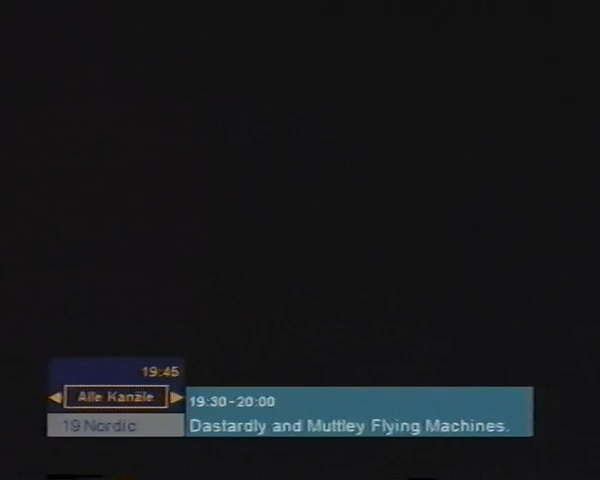 19:45
Alle Kanäle
19:30-20:00
19 Nordic
Dastardly and Muttley Flying Machines.